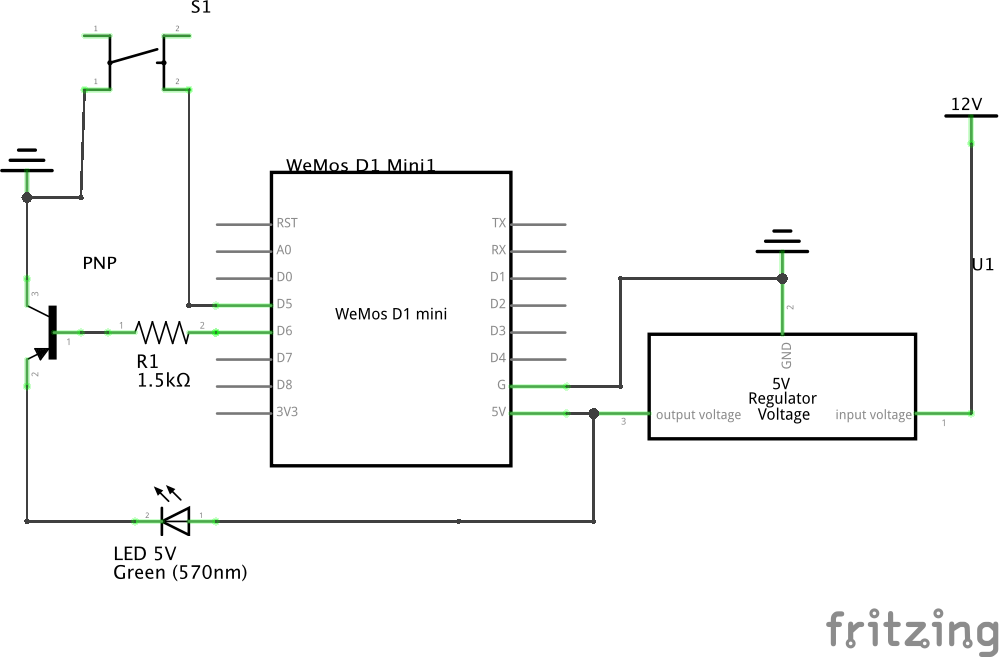 S1
1
2
1
2
12V
WeMos D1 Mini1
RST
TX
A0
RX
PNP
U1
D0
D1
3
2
D5
D2
WeMos D1 mini
1
1
2
D6
D3
R1
1.5kΩ
D7
D4
GND
2
D8
G
5V
Regulator
Voltage
3V3
5V
3
output voltage
input voltage
1
2
1
LED 5V
Green (570nm)
fritzing